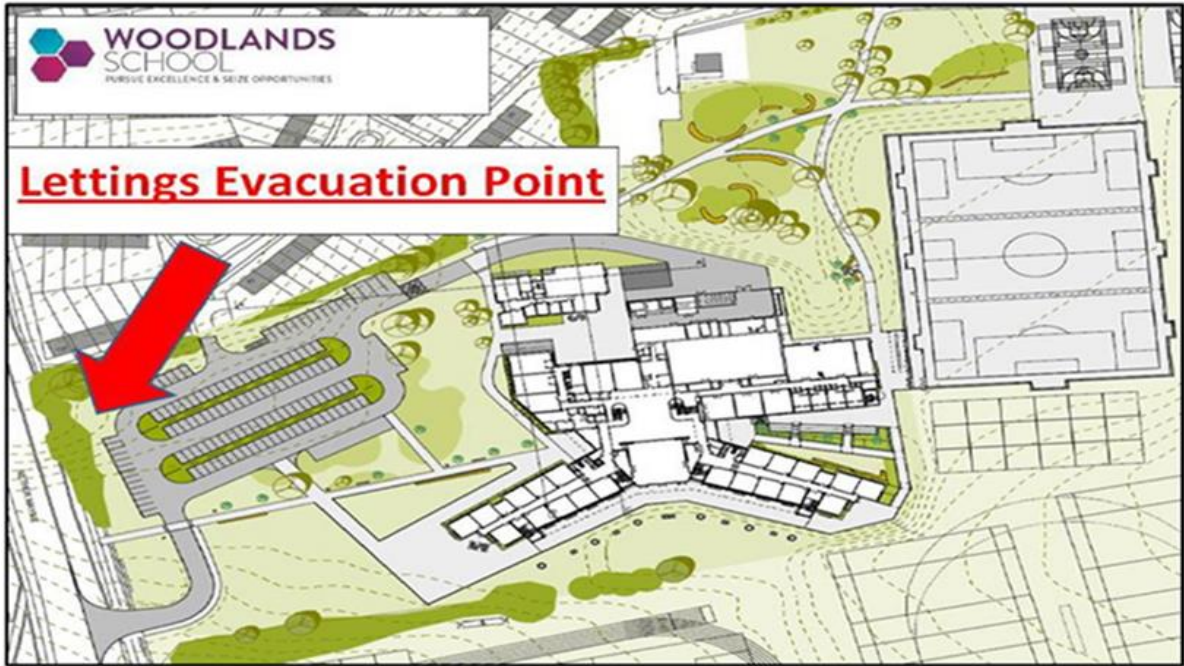 WOODLANDS
SCHOOL
PURSUE EXCELLENCE & SEIZE OPPORTUNITIES
Lettings Evacuation Point